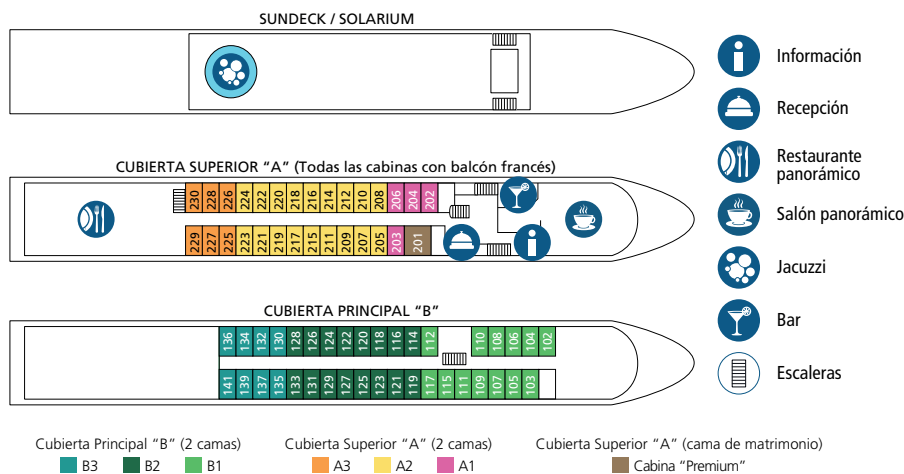 SUNDECK / SOLARIUM
Información
Recepción
Restaurante
panorámico
Salón panorámico
Jacuzzi
Bar
Escaleras
CUBIERTA SUPERIOR "A" (Todas las cabinas con balcón francés)
230 228 226 224 222 220 218 216 214 212 210 208 206 204 202
229 227 225 223 221 219 217 215 211 209 207 205 203 201
CUBIERTA PRINCIPAL "B"
136 134 132 130 128 126 124 122 120 118 116 114 112 110 108 106 104 102
141 139 137 135 133 131 129 127 125 123 121 119 117 115 111 109 107 105 103
Cubierta Principal "B" (2 camas) Cubierta Superior "A" (2 camas) Cubierta Superior "A" (cama de matrimonio)
B3 B2 B1 A3 A2 A1 Cabina "Premium"